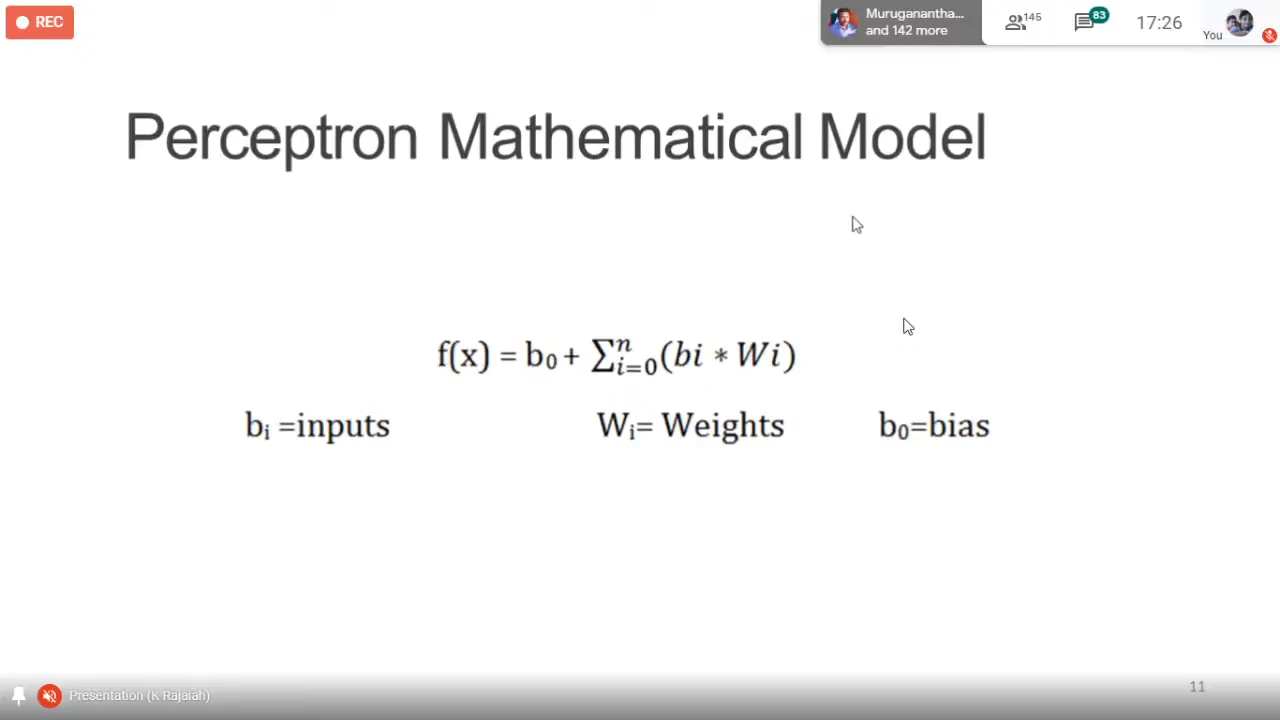 REC
Muruganantha...
and 142 more
145
83
17:26
You
Perceptron Mathematical Model
f(x) = b₀ + ∑ⁿᵢ₌₀(bi * Wi)
bᵢ =inputs
Wᵢ= Weights
b₀=bias
Presentation (K Rajaiah)
11